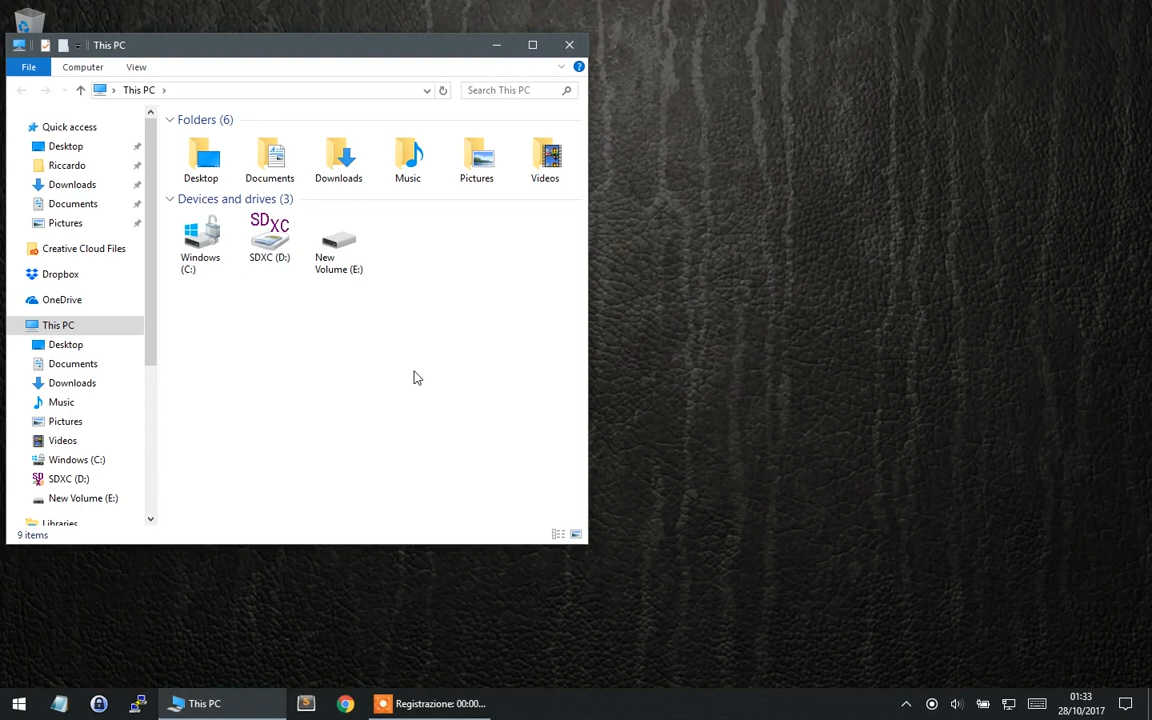 This PC
File Computer View
This PC
Search This PC
Quick access
Desktop
Riccardo
Downloads
Documents
Pictures
Creative Cloud Files
Dropbox
OneDrive
This PC
Desktop
Documents
Downloads
Music
Pictures
Videos
Windows (C:)
SDXC (D:)
New Volume (E:)
Libraries
Folders (6)
Desktop Documents Downloads Music Pictures Videos
Devices and drives (3)
SDXC
Windows (C:)
SDXC (D:)
New Volume (E:)
9 items
This PC
S
Registrazione: 00:00...
01:33
28/10/2017